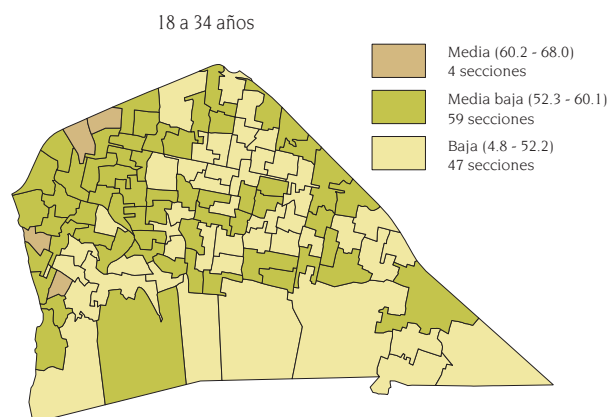 18 a 34 años
Media (60.2 - 68.0)
4 secciones
Media baja (52.3 - 60.1)
59 secciones
Baja (4.8 - 52.2)
47 secciones